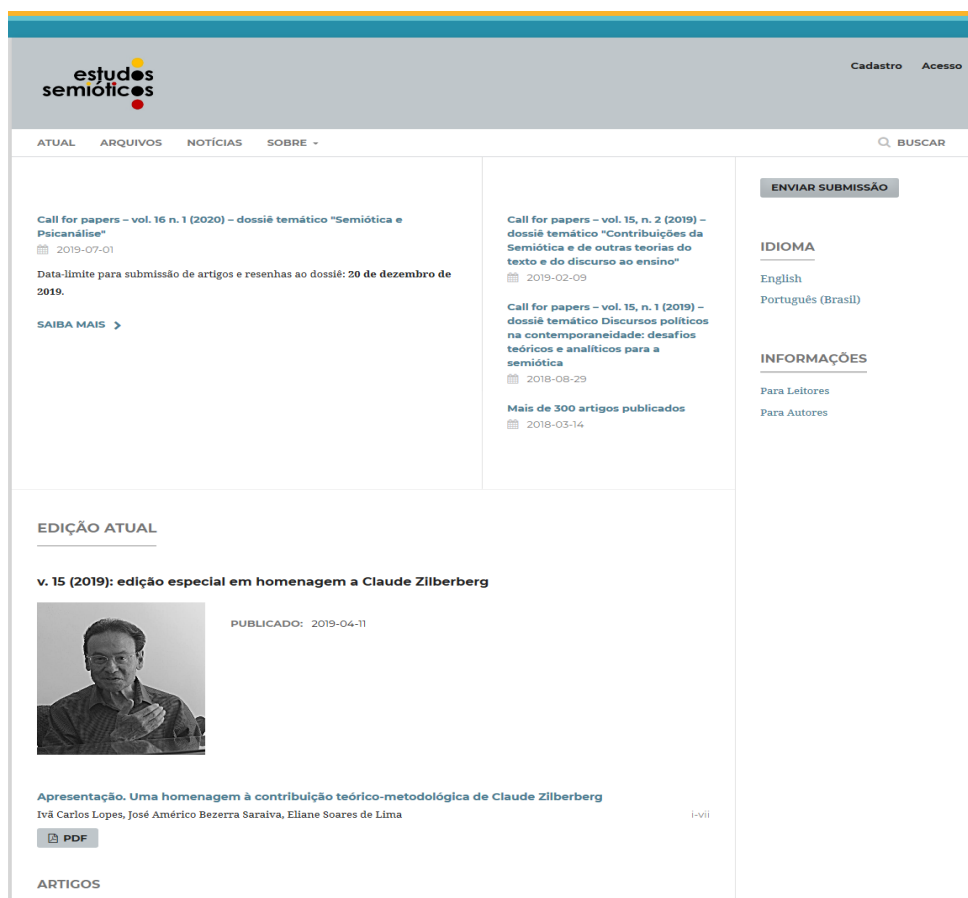 estudos
semióticos
Cadastro Acesso
ATUAL ARQUIVOS NOTÍCIAS SOBRE
BUSCAR
Call for papers – vol. 16 n. 1 (2020) – dossiê temático "Semiótica e
Psicanálise"
2019-07-01
Data-limite para submissão de artigos e resenhas ao dossiê: 20 de dezembro de
2019.
SAIBA MAIS
Call for papers – vol. 15, n. 2 (2019) –
dossiê temático "Contribuições da
Semiótica e de outras teorias do
texto e do discurso ao ensino"
2019-02-09
Call for papers – vol. 15, n. 1 (2019) –
dossiê temático Discursos políticos
na contemporaneidade: desafios
teóricos e analíticos para a
semiótica
2018-08-29
Mais de 300 artigos publicados
2018-03-14
ENVIAR SUBMISSÃO
IDIOMA
English
Português (Brasil)
INFORMAÇÕES
Para Leitores
Para Autores
EDIÇÃO ATUAL
v. 15 (2019): edição especial em homenagem a Claude Zilberberg
PUBLICADO: 2019-04-11
Apresentação. Uma homenagem à contribuição teórico-metodológica de Claude Zilberberg
Ivã Carlos Lopes, José Américo Bezerra Saraiva, Eliane Soares de Lima i-vii
PDF
ARTIGOS